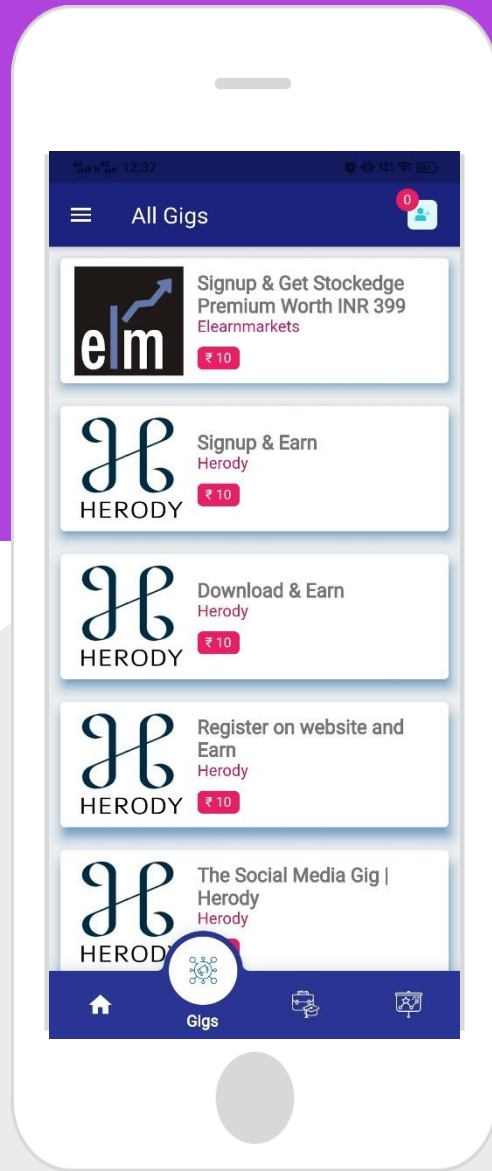 12:37
0
All Gigs
elm
Signup & Get Stockedge
Premium Worth INR 399
Elearnmarkets
₹ 10
HERODY
Signup & Earn
Herody
₹ 10
HERODY
Download & Earn
Herody
₹ 10
HERODY
Register on website and
Earn
Herody
₹ 10
HERODY
The Social Media Gig |
Herody
Herody
Gigs